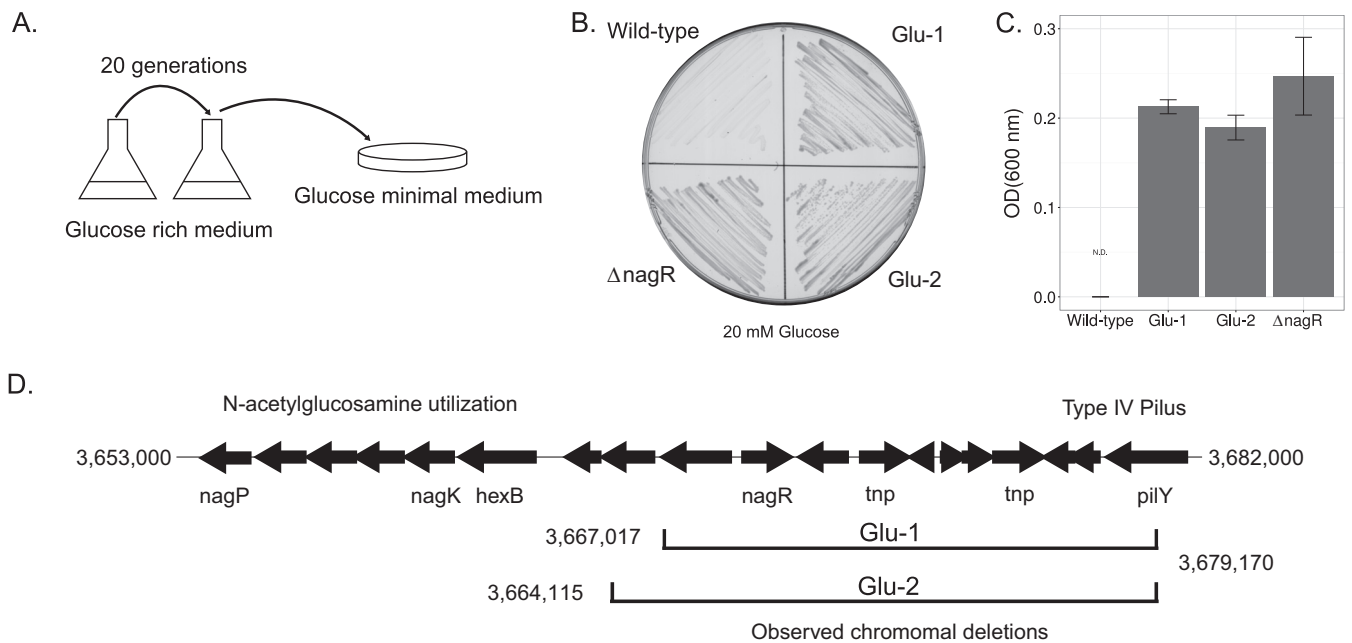 A.
20 generations
Glucose rich medium
Glucose minimal medium
B.
Wild-type
Glu-1
ΔnagR
Glu-2
20 mM Glucose
C.
OD(600 nm)
0.3
0.2
0.1
0.0
N.D.
Wild-type Glu-1 Glu-2 ΔnagR
D.
N-acetylglucosamine utilization
Type IV Pilus
3,653,000
3,682,000
nagP nagK hexB nagR tnp tnp pilY
3,667,017
Glu-1
3,679,170
3,664,115
Glu-2
Observed chromomal deletions